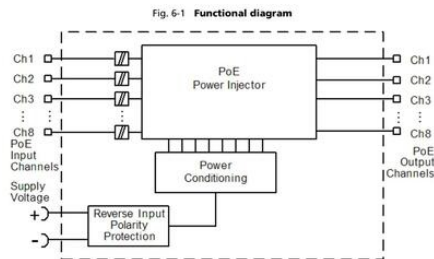 Fig. 6-1 Functional diagram
Ch1
Ch2
Ch3
Ch8
PoE
Input
Channels
Supply
Voltage
+
-
PoE
Power Injector
Power
Conditioning
Reverse Input
Polarity
Protection
Ch1
Ch2
Ch3
Ch8
PoE
Output
Channels